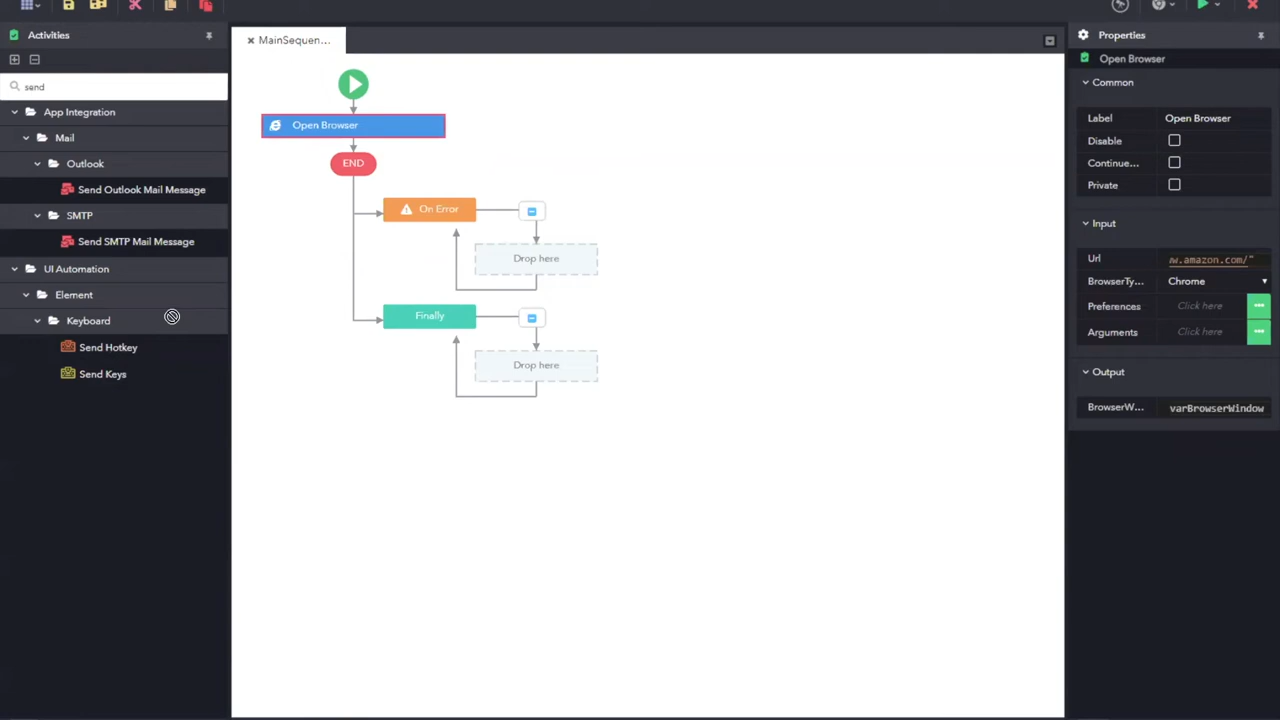 Activities
send
App Integration
Mail
Outlook
Send Outlook Mail Message
SMTP
Send SMTP Mail Message
UI Automation
Element
Keyboard
Send Hotkey
Send Keys
MainSequen...
Open Browser
END
On Error
Drop here
Finally
Drop here
Properties
Open Browser
Common
Label Open Browser
Disable
Continue...
Private
Input
Url w.amazon.com/"
BrowserTy... Chrome
Preferences Click here
Arguments Click here
Output
BrowserW... varBrowserWindow